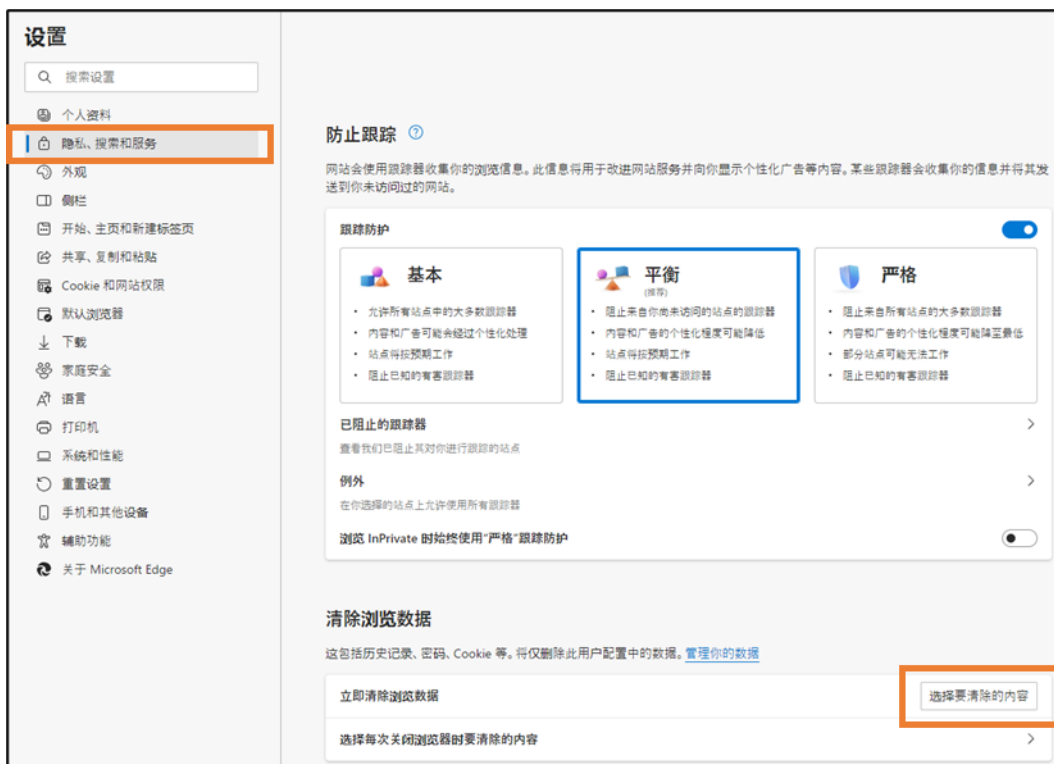 设置
搜索设置
个人资料
隐私、搜索和服务
外观
侧栏
开始、主页和新建标签页
共享、复制和粘贴
Cookie 和网站权限
默认浏览器
下载
家庭安全
语言
打印机
系统和性能
重置设置
手机和其他设备
辅助功能
关于 Microsoft Edge
防止跟踪
网站会使用跟踪器收集你的浏览信息。此信息将用于改进网站服务并向你显示个性化广告等内容。某些跟踪器会收集你的信息并将其发
送到你未访问过的网站。
跟踪防护
基本
• 允许所有站点中的大多数跟踪器
• 内容和广告可能会经过个性化处理
• 站点将按预期工作
• 阻止已知的有害跟踪器
平衡
(推荐)
• 阻止来自你尚未访问的站点的跟踪器
• 内容和广告的个性化程度可能降低
• 站点将按预期工作
• 阻止已知的有害跟踪器
严格
• 阻止来自所有站点的大多数跟踪器
• 内容和广告的个性化程度可能降至最低
• 部分站点可能无法工作
• 阻止已知的有害跟踪器
已阻止的跟踪器
查看我们已阻止其对你进行跟踪的站点
例外
在你选择的站点上允许使用所有跟踪器
浏览 InPrivate 时始终使用“严格”跟踪防护
清除浏览数据
这包括历史记录、密码、Cookie 等。将仅删除此用户配置中的数据。管理你的数据
立即清除浏览数据
选择要清除的内容
选择每次关闭浏览器时要清除的内容